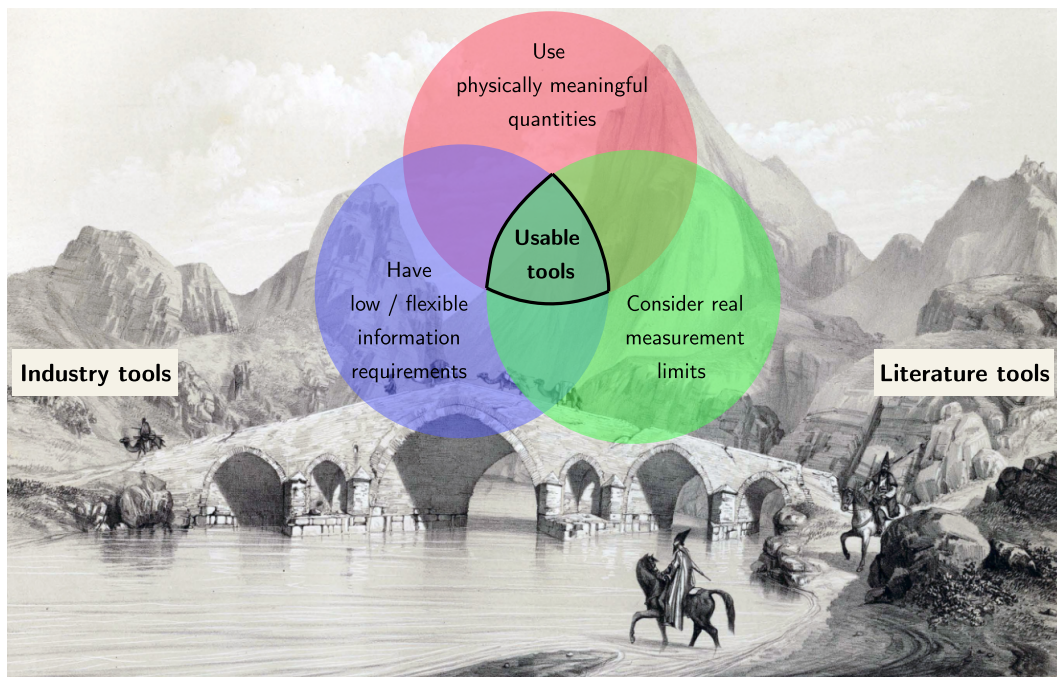 Use
physically meaningful
quantities
Usable
tools
Have
low / flexible
information
requirements
Consider real
measurement
limits
Industry tools
Literature tools